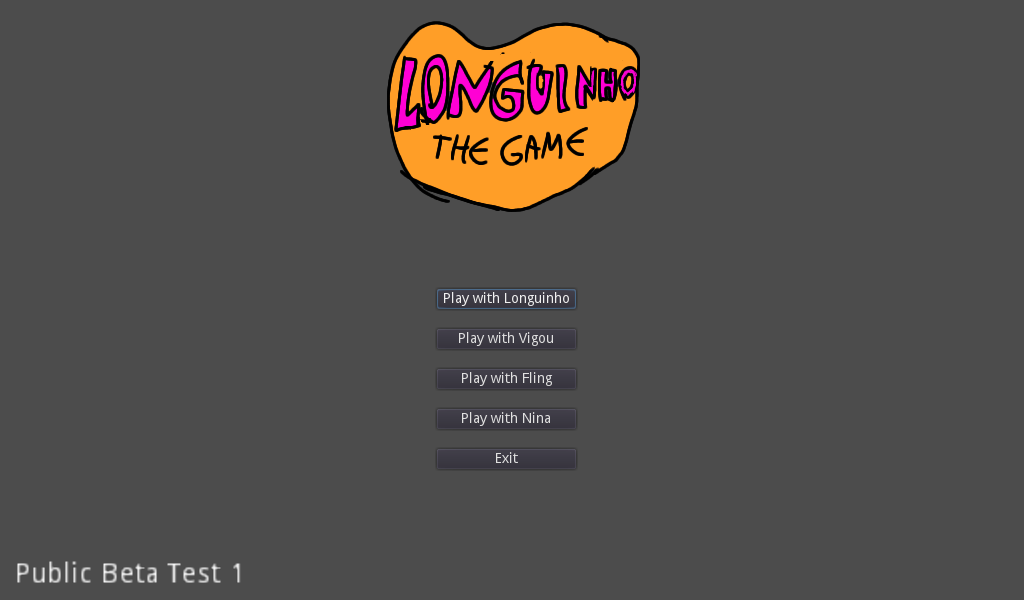 LONGUINHO
THE GAME
Play with Longuinho
Play with Vigou
Play with Fling
Play with Nina
Exit
Public Beta Test 1